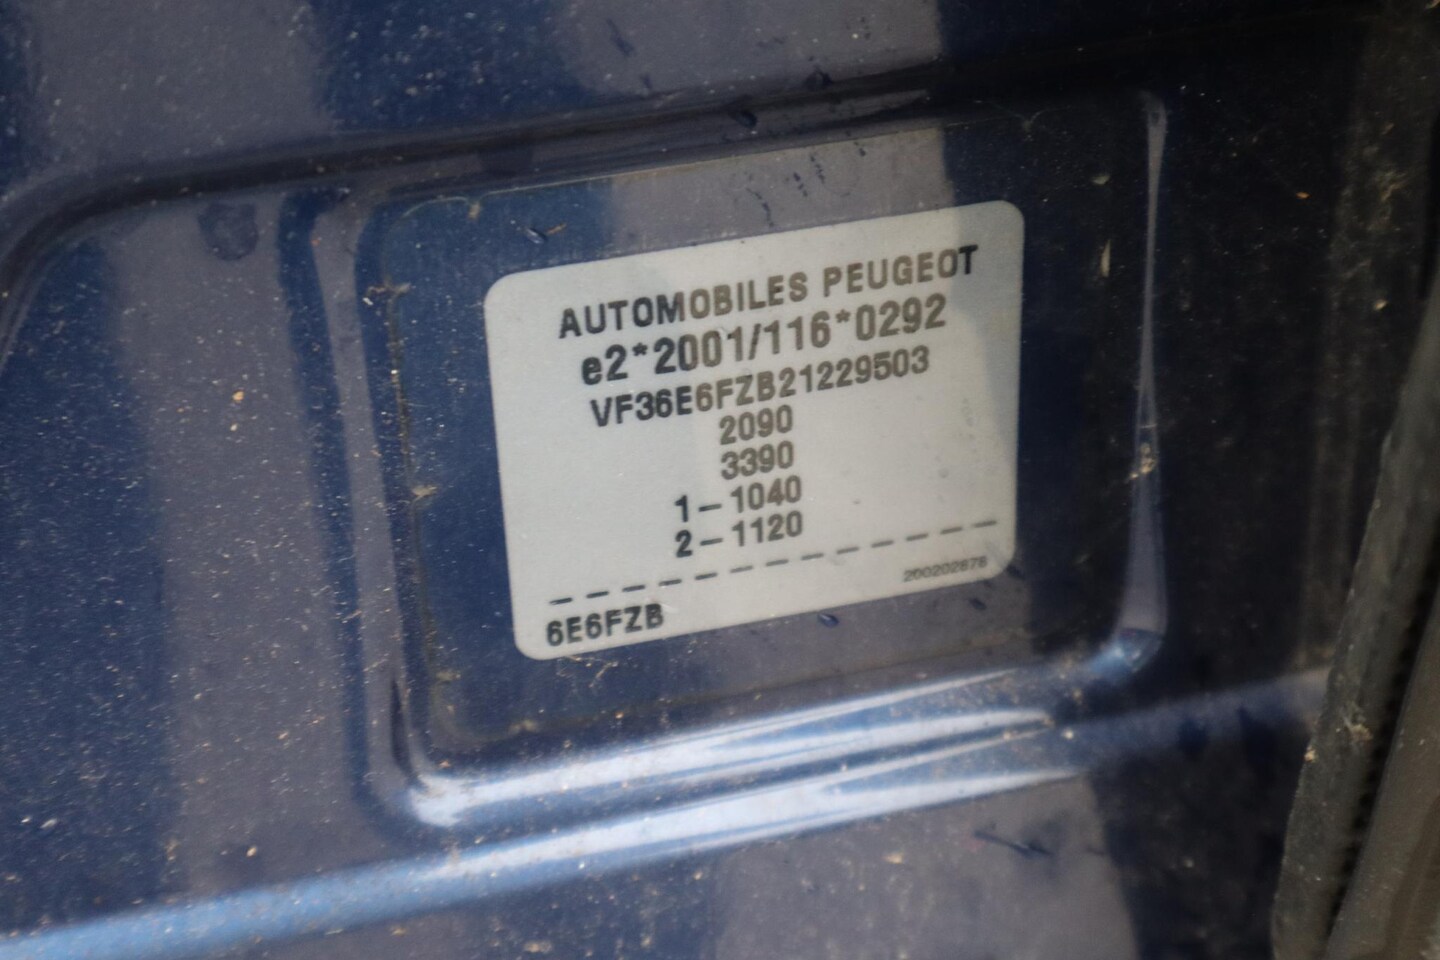 AUTOMOBILES PEUGEOT
e2*2001/116*0292
VF36E6FZB21229503
2090
3390
1-1040
2-1120
200202878
6E6FZB